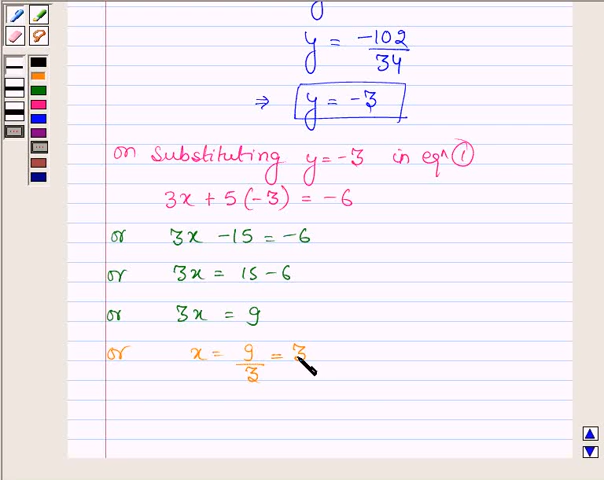 y
y = -102/34
⇒ y = -3
on substituting y = -3 in eqⁿ ①
3x + 5 (-3) = -6
or 3x - 15 = -6
or 3x = 15 - 6
or 3x = 9
or x = 9/3 = 3